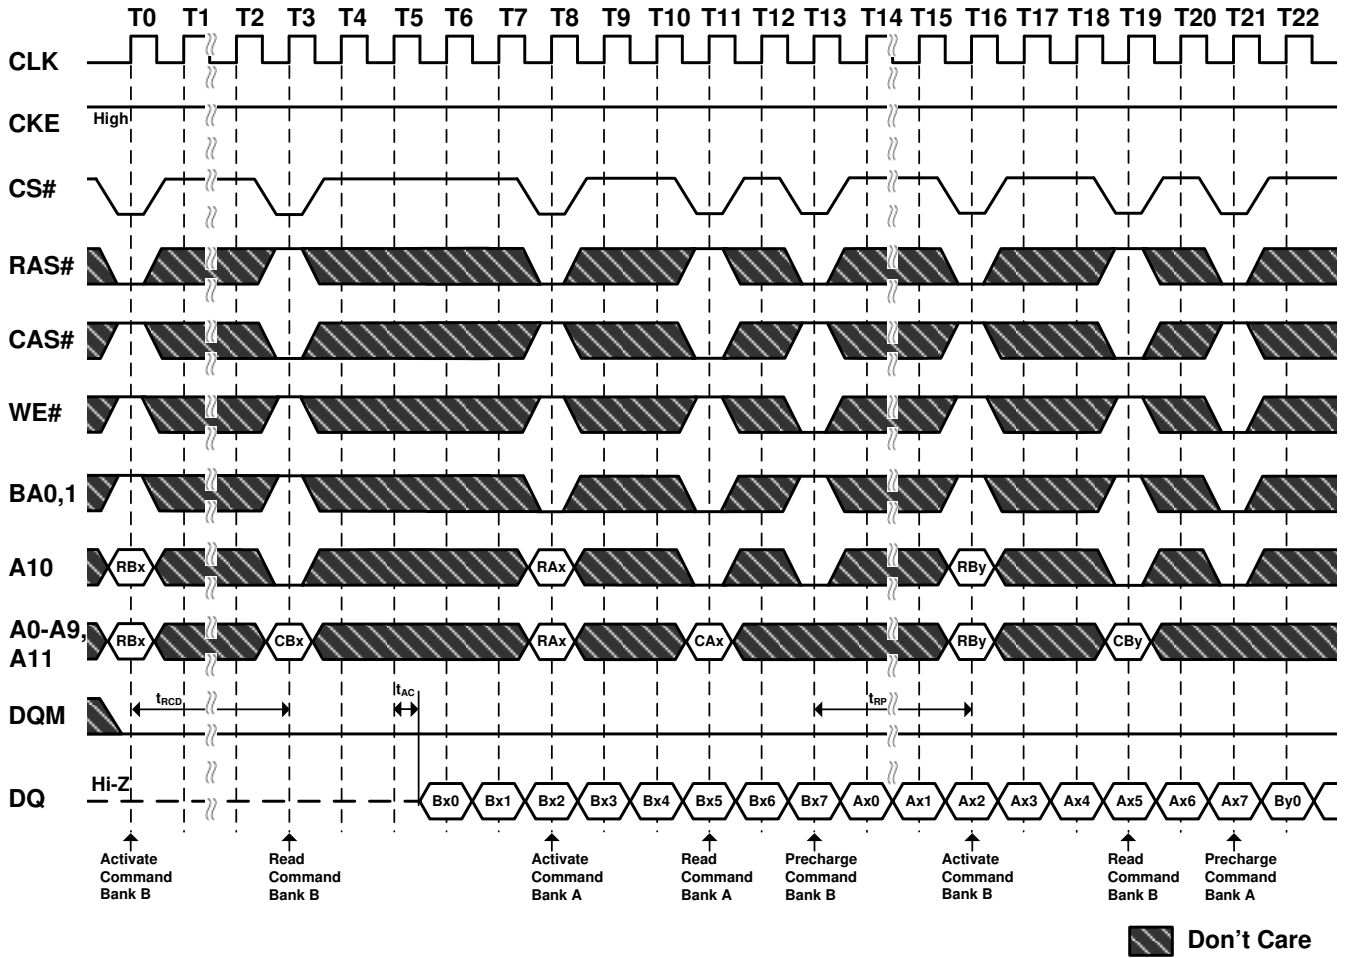 T0 T1 T2 T3 T4 T5 T6 T7 T8 T9 T10 T11 T12 T13 T14 T15 T16 T17 T18 T19 T20 T21 T22
CLK
CKE High
CS#
RAS#
CAS#
WE#
BA0,1
A10 RBx RAx RBy
A0-A9,
A11 RBx CBx RAx CAx RBy CBy
DQM tRCD tAC tRP
DQ Hi-Z Bx0 Bx1 Bx2 Bx3 Bx4 Bx5 Bx6 Bx7 Ax0 Ax1 Ax2 Ax3 Ax4 Ax5 Ax6 Ax7 By0
Activate
Command
Bank B
Read
Command
Bank B
Activate
Command
Bank A
Read
Command
Bank A
Precharge
Command
Bank B
Activate
Command
Bank B
Read
Command
Bank B
Precharge
Command
Bank A
Don't Care